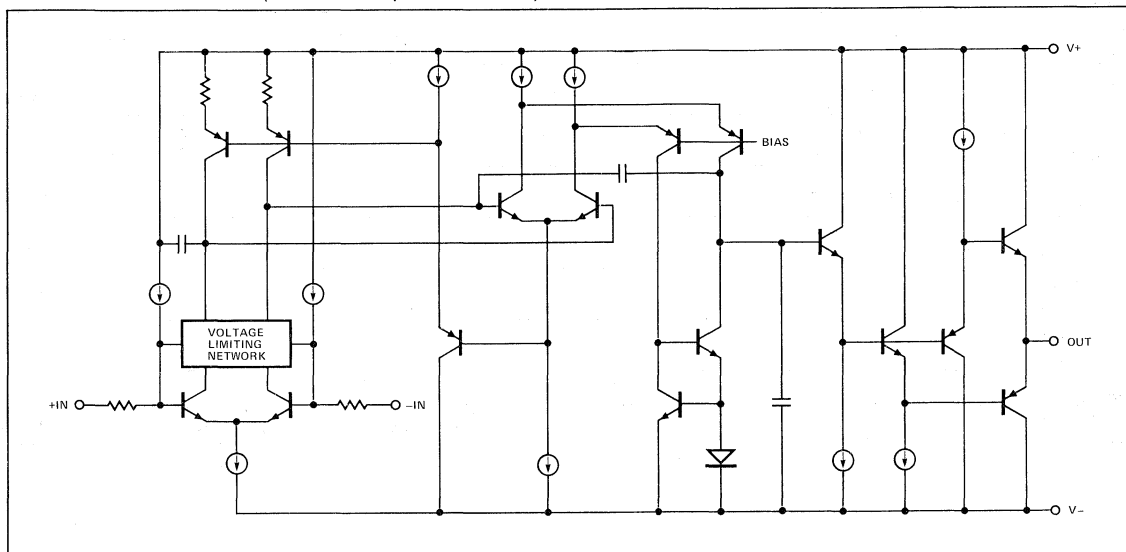 V+
BIAS
VOLTAGE
LIMITING
NETWORK
OUT
+IN
–IN
V–